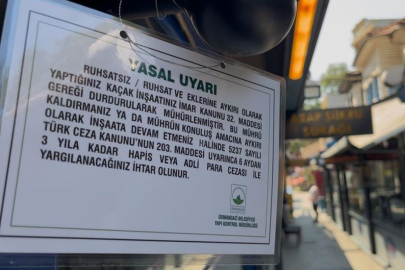 YASAL UYARI
RUHSATSIZ / RUHSAT VE EKLERİNE AYKIRI OLARAK
YAPTIĞINIZ KAÇAK İNŞAATINIZ İMAR KANUNU 32. MADDESİ
GEREĞİ DURDURULARAK MÜHÜRLENMİŞTİR. BU MÜHRÜ
KALDIRMANIZ YA DA MÜHRÜN KONULUŞ AMACINA AYKIRI
OLARAK İNŞAATA DEVAM ETMENİZ HALİNDE 5237 SAYILI
TÜRK CEZA KANUNU'NUN 203. MADDESİ UYARINCA 6 AYDAN
3 YILA KADAR HAPİS VEYA ADLİ PARA CEZASI İLE
YARGILANACAĞINIZ İHTAR OLUNUR.
OSMANGAZİ BELEDİYESİ
YAPI KONTROL MÜDÜRLÜĞÜ
SOKAĞI